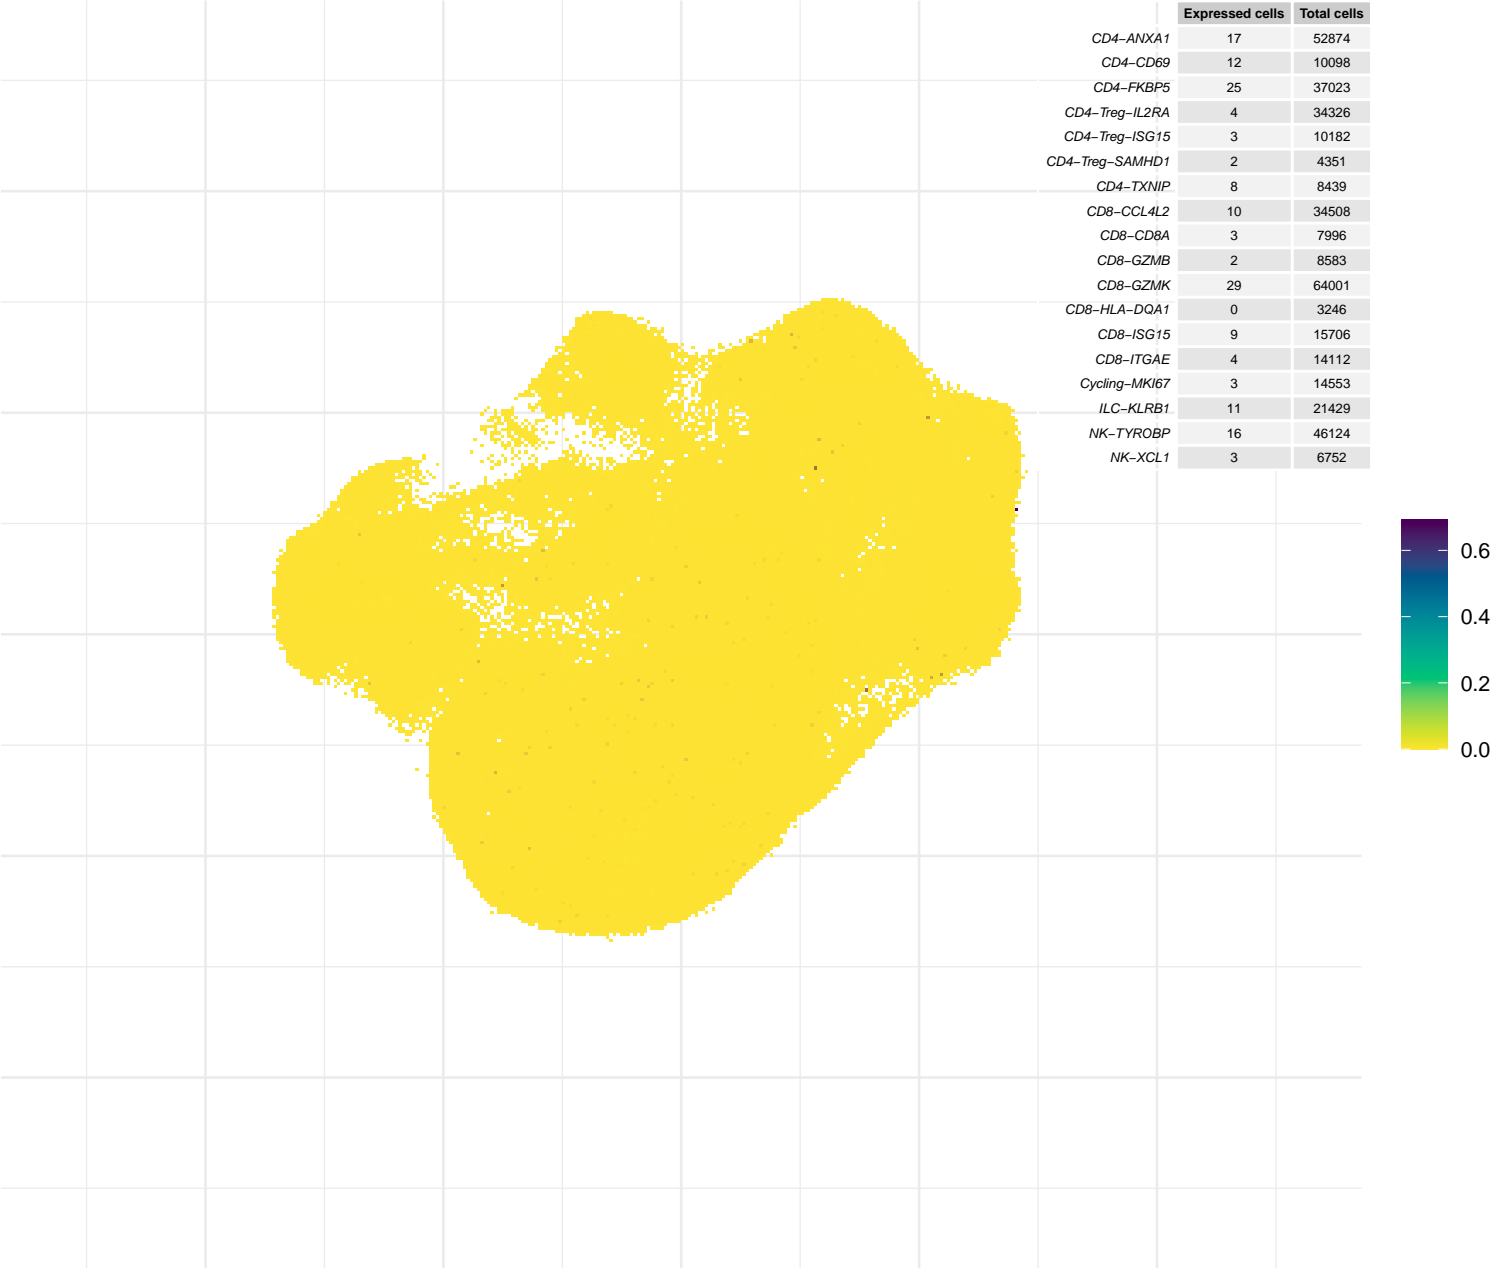 Expressed cells Total cells
CD4−ANXA1 17 52874
CD4−CD69 12 10098
CD4−FKBP5 25 37023
CD4−Treg−IL2RA 4 34326
CD4−Treg−ISG15 3 10182
CD4−Treg−SAMHD1 2 4351
CD4−TXNIP 8 8439
CD8−CCL4L2 10 34508
CD8−CD8A 3 7996
CD8−GZMB 2 8583
CD8−GZMK 29 64001
CD8−HLA−DQA1 0 3246
CD8−ISG15 9 15706
CD8−ITGAE 4 14112
Cycling−MKI67 3 14553
ILC−KLRB1 11 21429
NK−TYROBP 16 46124
NK−XCL1 3 6752
0.6
0.4
0.2
0.0